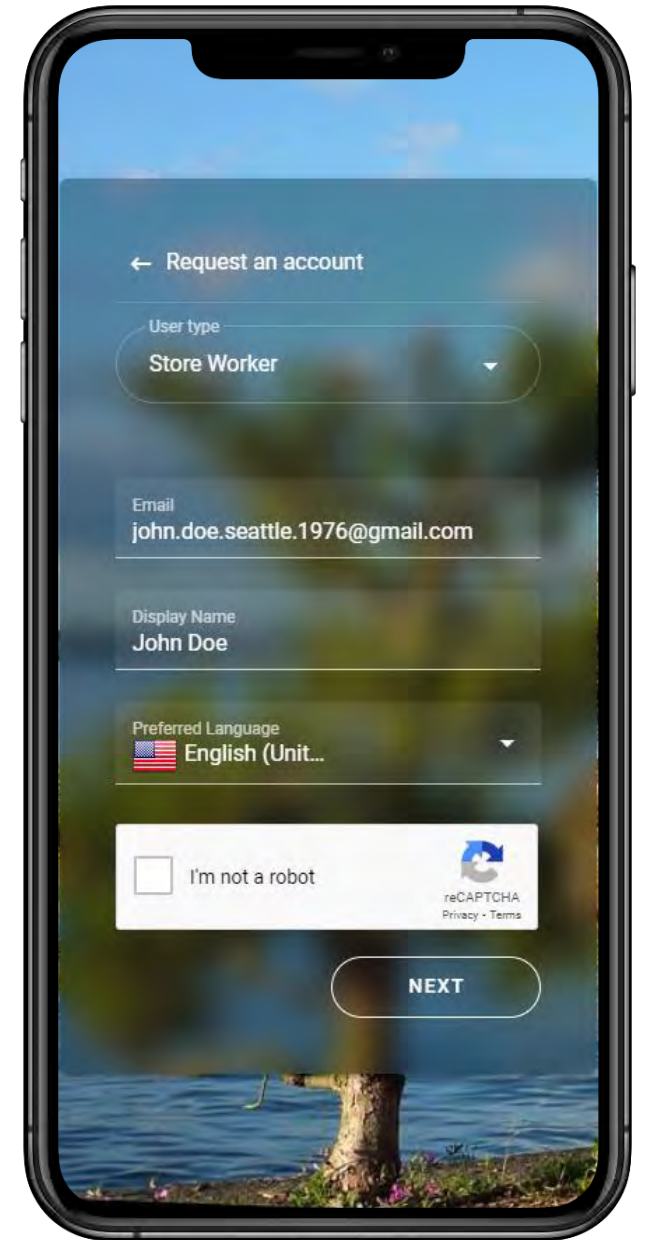 ← Request an account
User type
Store Worker
Email
john.doe.seattle.1976@gmail.com
Display Name
John Doe
Preferred Language
English (Unit...
I'm not a robot
reCAPTCHA
Privacy - Terms
NEXT